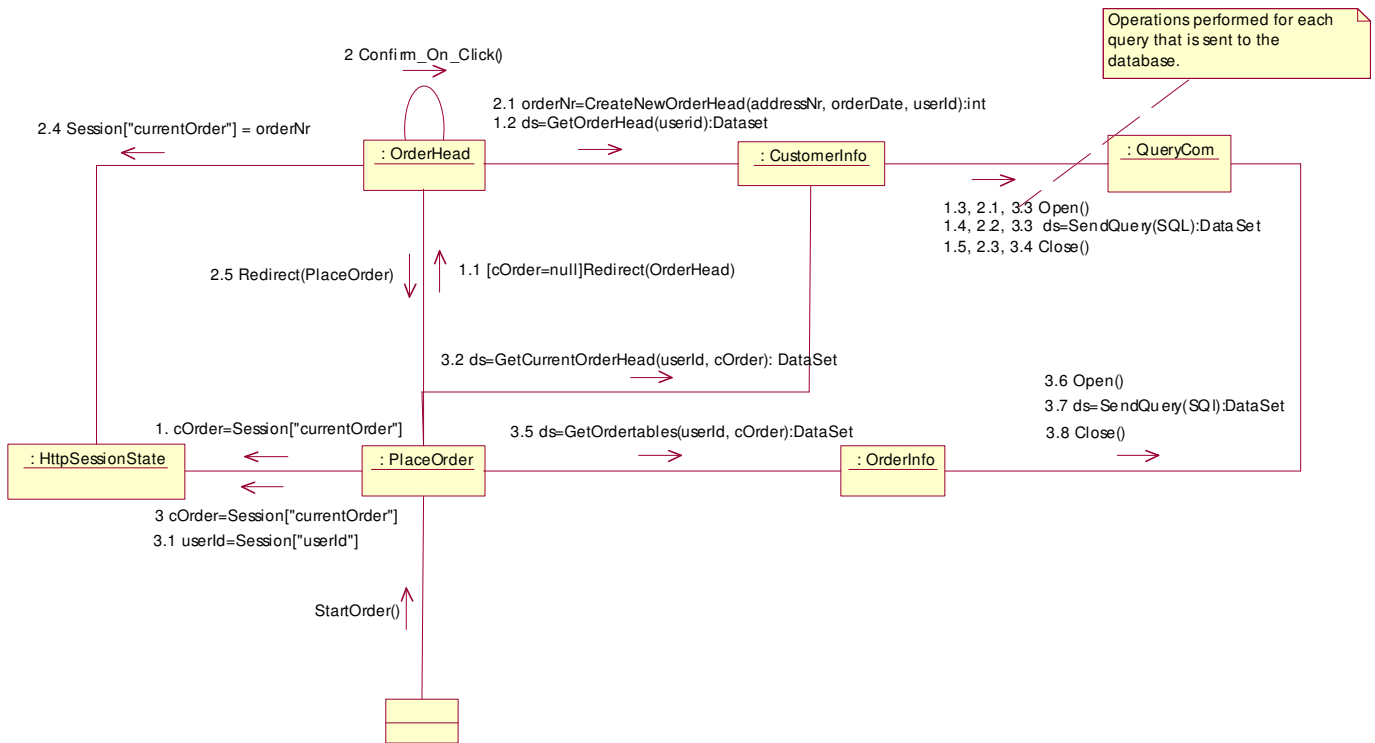 Operations performed for each
query that is sent to the
database.
2 Confirm_On_Click()
2.1 orderNr=CreateNewOrderHead(addressNr, orderDate, userId):int
1.2 ds=GetOrderHead(userid):Dataset
2.4 Session["currentOrder"] = orderNr
: OrderHead
: CustomerInfo
: QueryCom
1.3, 2.1, 3.3 Open()
1.4, 2.2, 3.3 ds=SendQuery(SQL):DataSet
1.5, 2.3, 3.4 Close()
2.5 Redirect(PlaceOrder)
1.1 [cOrder=null]Redirect(OrderHead)
3.2 ds=GetCurrentOrderHead(userId, cOrder): DataSet
3.6 Open()
3.7 ds=SendQuery(SQl):DataSet
3.8 Close()
1. cOrder=Session["currentOrder"]
3.5 ds=GetOrdertables(userId, cOrder):DataSet
: HttpSessionState
: PlaceOrder
: OrderInfo
3 cOrder=Session["currentOrder"]
3.1 userId=Session["userId"]
StartOrder()